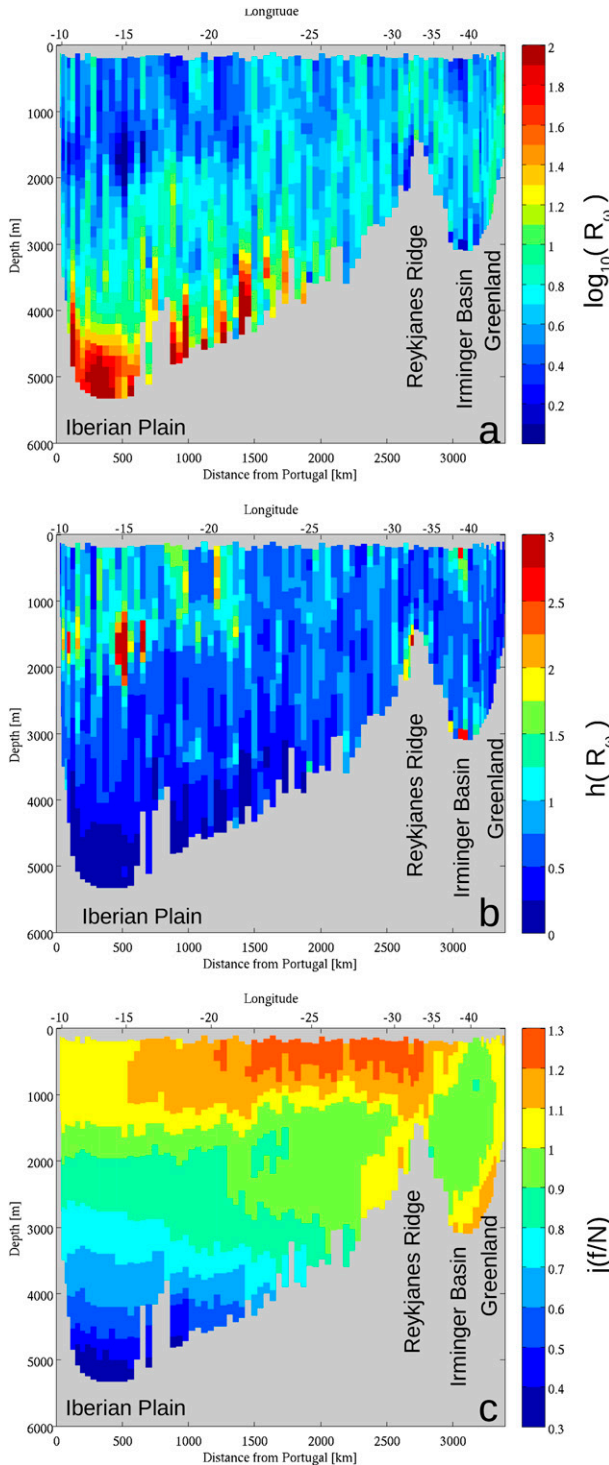 Longitude
-10 -15 -20 -25 -30 -35 -40
0
1000
2000
3000
4000
5000
6000
Depth [m]
0 500 1000 1500 2000 2500 3000
Distance from Portugal [km]
Iberian Plain
Reykjanes Ridge
Irminger Basin
Greenland
a
2
1.8
1.6
1.4
1.2
1
0.8
0.6
0.4
0.2
Longitude
-10 -15 -20 -25 -30 -35 -40
0
1000
2000
3000
4000
5000
6000
Depth [m]
0 500 1000 1500 2000 2500 3000
Distance from Portugal [km]
Iberian Plain
Reykjanes Ridge
Irminger Basin
Greenland
b
3
2.5
2
1.5
1
0.5
0
Longitude
-10 -15 -20 -25 -30 -35 -40
0
1000
2000
3000
4000
5000
6000
Depth [m]
0 500 1000 1500 2000 2500 3000
Distance from Portugal [km]
Iberian Plain
Reykjanes Ridge
Irminger Basin
Greenland
c
1.3
1.2
1.1
1
0.9
0.8
0.7
0.6
0.5
0.4
0.3
j(f/N)